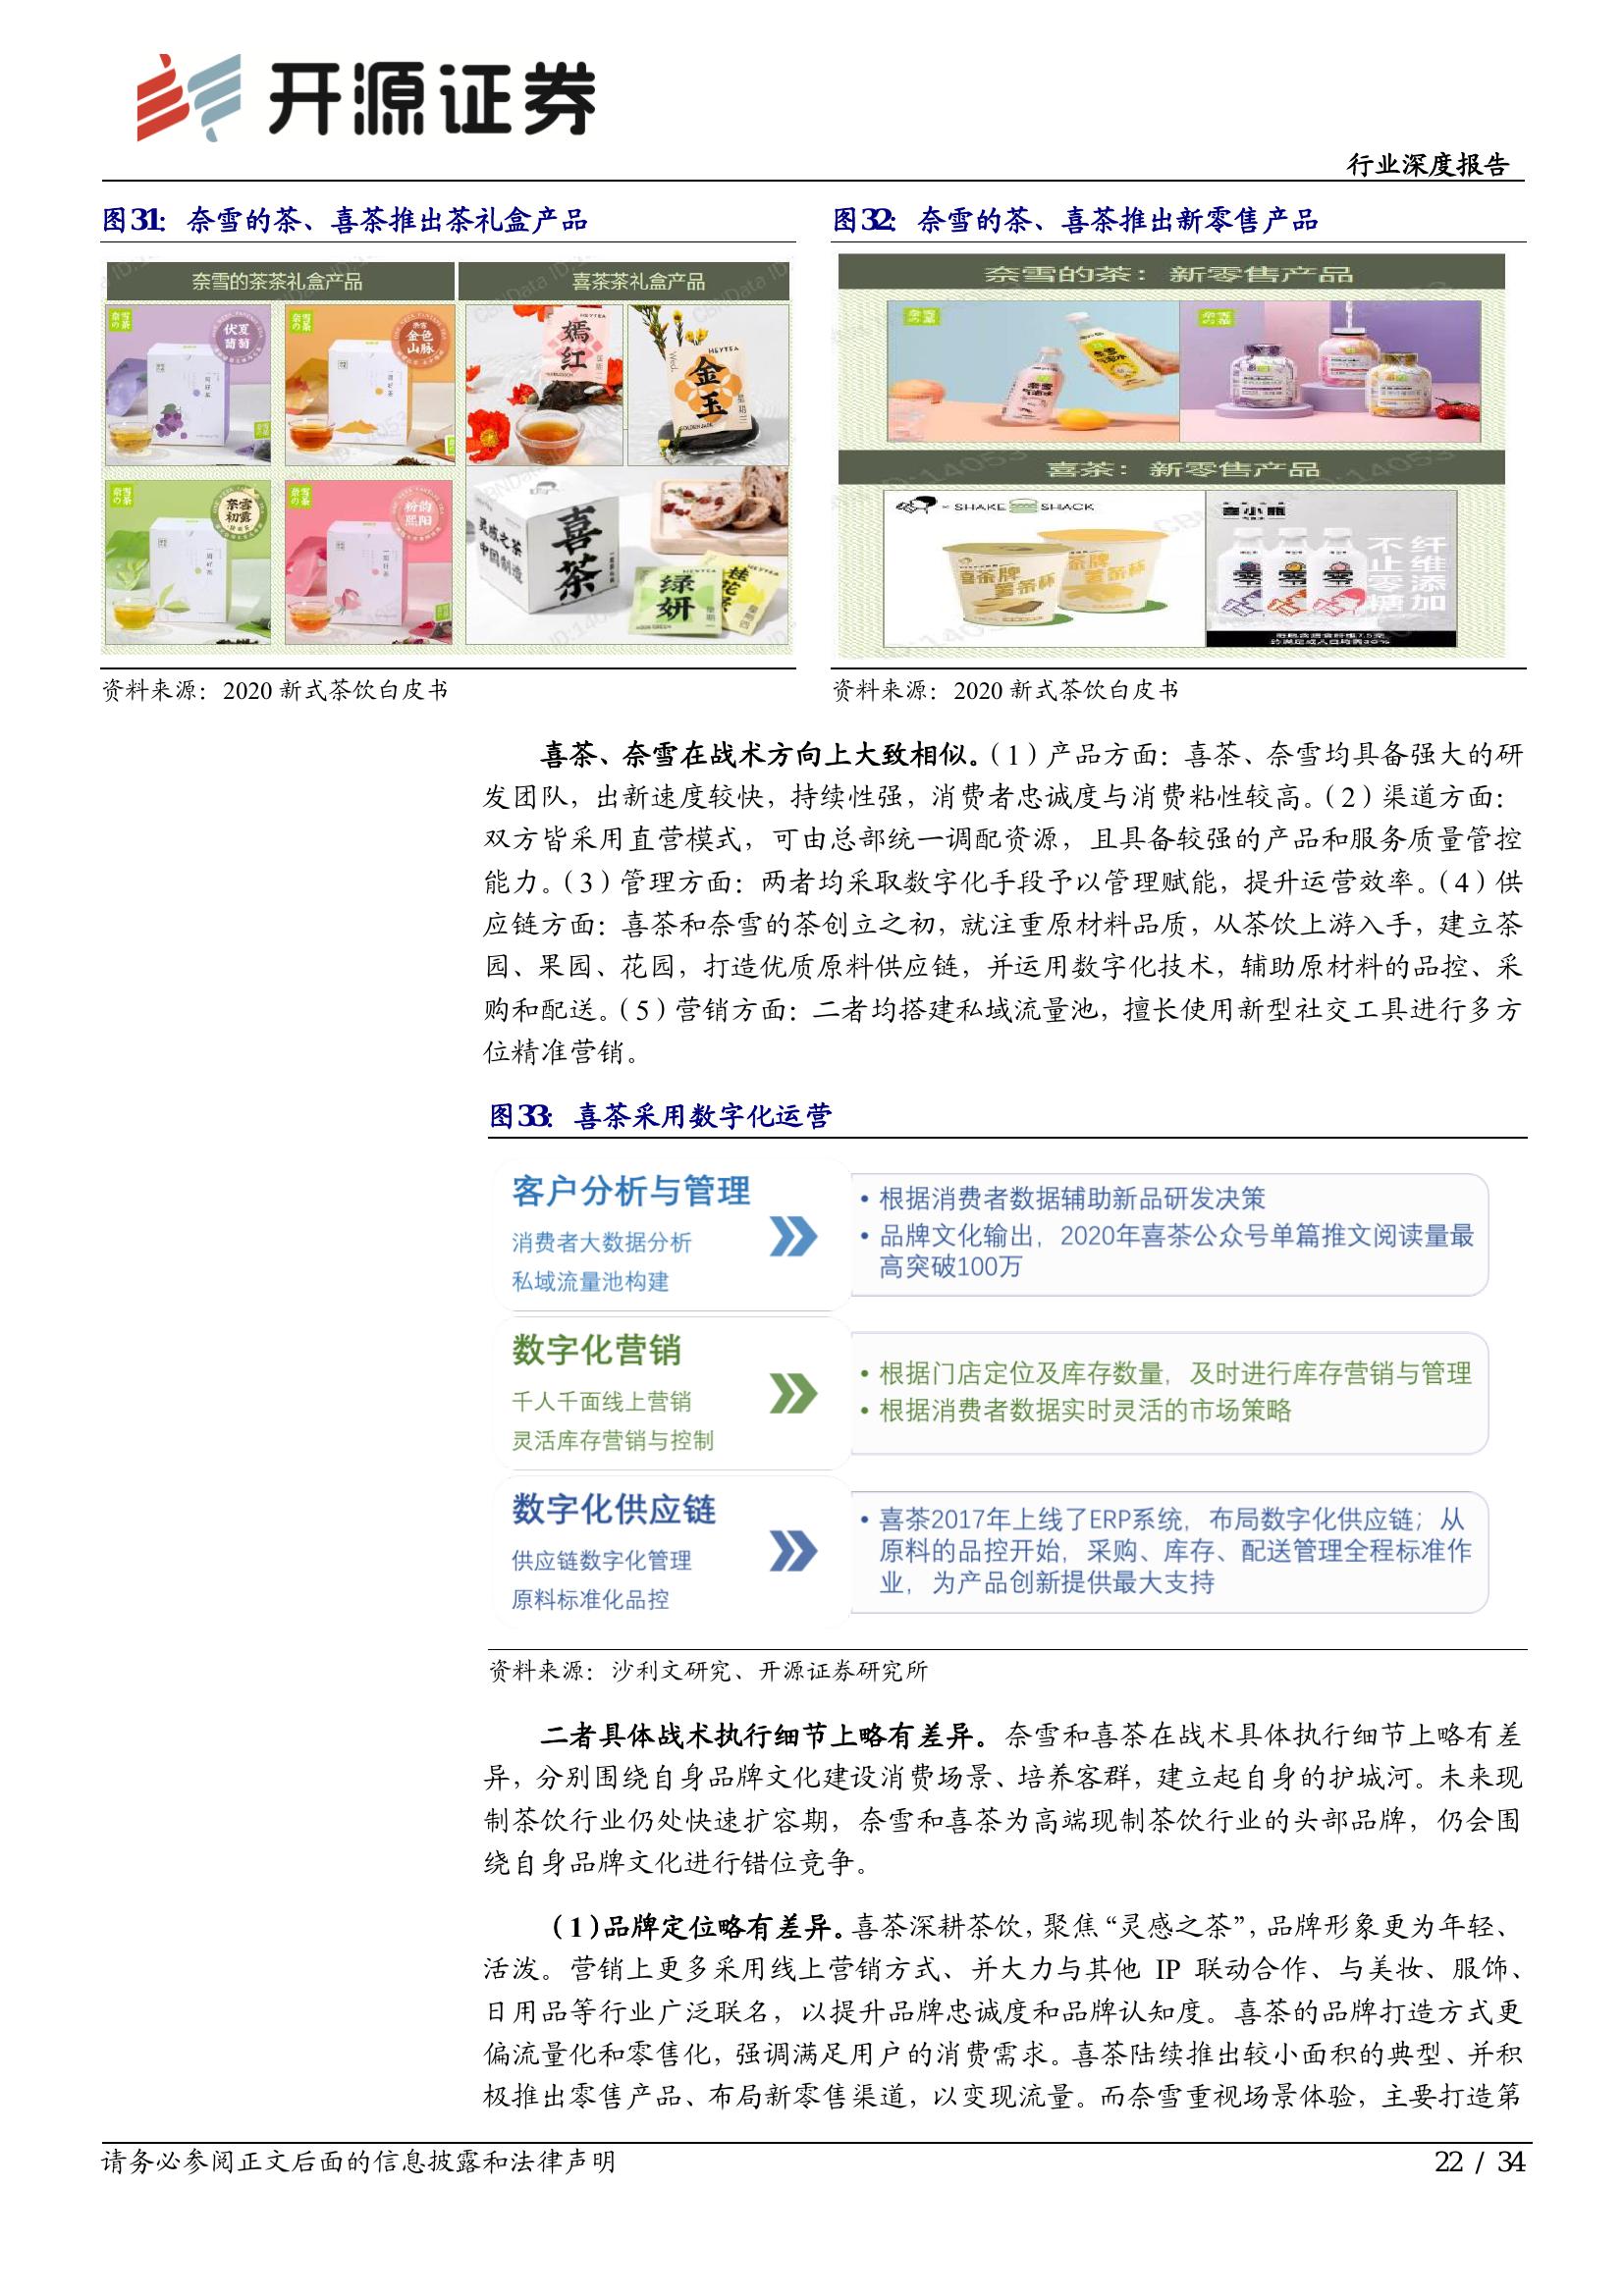 开源证券
行业深度报告
图31：奈雪的茶、喜茶推出茶礼盒产品
奈雪的茶茶礼盒产品
喜茶茶礼盒产品
伏夏
葡萄
金色
山脉
奈雪
初露
嫣红
HEYTEA
金玉
HEYTEA
GOLDEN JADE
灵感之茶
中国制造
喜茶
绿妍
HEYTEA
资料来源：2020 新式茶饮白皮书
图32：奈雪的茶、喜茶推出新零售产品
奈雪的茶：新零售产品
喜茶：新零售产品
SHAKE SHACK
喜茶牌
薯条杯
喜小瓶
不止零糖
纤维添加
资料来源：2020 新式茶饮白皮书
喜茶、奈雪在战术方向上大致相似。（1）产品方面：喜茶、奈雪均具备强大的研
发团队，出新速度较快，持续性强，消费者忠诚度与消费粘性较高。（2）渠道方面：
双方皆采用直营模式，可由总部统一调配资源，且具备较强的产品和服务质量管控
能力。（3）管理方面：两者均采取数字化手段予以管理赋能，提升运营效率。（4）供
应链方面：喜茶和奈雪的茶创立之初，就注重原材料品质，从茶饮上游入手，建立茶
园、果园、花园，打造优质原料供应链，并运用数字化技术，辅助原材料的品控、采
购和配送。（5）营销方面：二者均搭建私域流量池，擅长使用新型社交工具进行多方
位精准营销。
图33：喜茶采用数字化运营
客户分析与管理
消费者大数据分析
私域流量池构建
• 根据消费者数据辅助新品研发决策
• 品牌文化输出，2020年喜茶公众号单篇推文阅读量最
高突破100万
数字化营销
千人千面线上营销
灵活库存营销与控制
• 根据门店定位及库存数量，及时进行库存营销与管理
• 根据消费者数据实时灵活的市场策略
数字化供应链
供应链数字化管理
原料标准化品控
• 喜茶2017年上线了ERP系统，布局数字化供应链；从
原料的品控开始，采购、库存、配送管理全程标准作
业，为产品创新提供最大支持
资料来源：沙利文研究、开源证券研究所
二者具体战术执行细节上略有差异。奈雪和喜茶在战术具体执行细节上略有差
异，分别围绕自身品牌文化建设消费场景、培养客群，建立起自身的护城河。未来现
制茶饮行业仍处快速扩容期，奈雪和喜茶为高端现制茶饮行业的头部品牌，仍会围
绕自身品牌文化进行错位竞争。
（1）品牌定位略有差异。喜茶深耕茶饮，聚焦“灵感之茶”，品牌形象更为年轻、
活泼。营销上更多采用线上营销方式、并大力与其他 IP 联动合作、与美妆、服饰、
日用品等行业广泛联名，以提升品牌忠诚度和品牌认知度。喜茶的品牌打造方式更
偏流量化和零售化，强调满足用户的消费需求。喜茶陆续推出较小面积的典型、并积
极推出零售产品、布局新零售渠道，以变现流量。而奈雪重视场景体验，主要打造第
请务必参阅正文后面的信息披露和法律声明
22 / 34